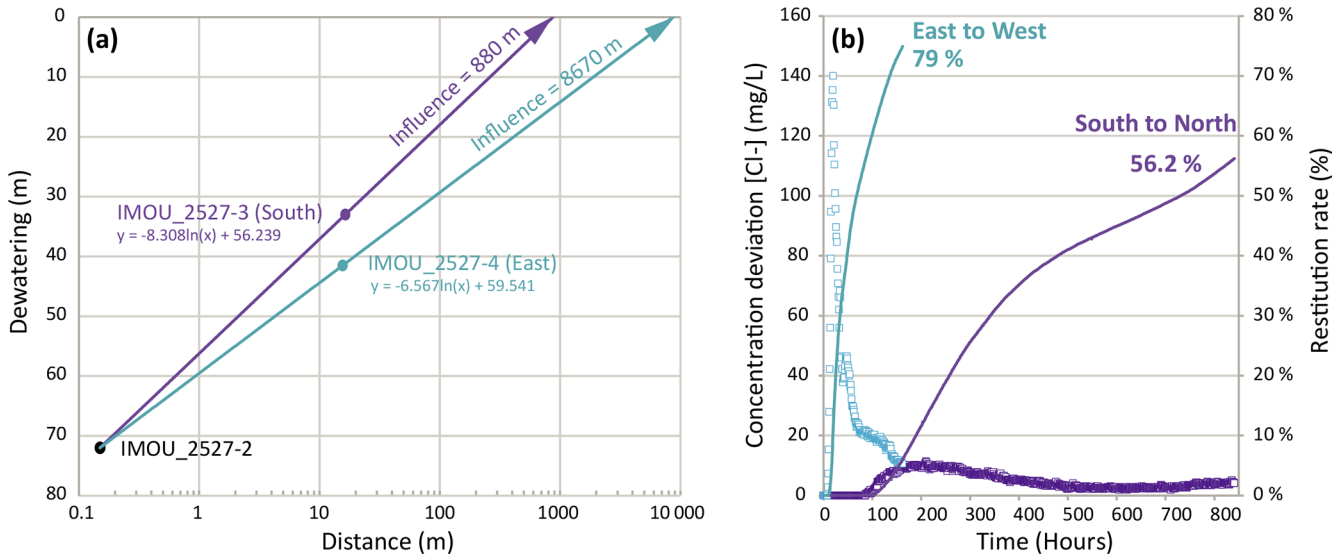 (a)
0
10
20
30
40
50
60
70
80
Dewatering (m)
Influence = 880 m
Influence = 8670 m
IMOU_2527-3 (South)
y = -8.308ln(x) + 56.239
IMOU_2527-4 (East)
y = -6.567ln(x) + 59.541
IMOU_2527-2
0.1
1
10
100
1000
10 000
Distance (m)
(b)
160
140
120
100
80
60
40
20
0
Concentration deviation [Cl-] (mg/L)
East to West
79 %
South to North
56.2 %
80 %
70 %
60 %
50 %
40 %
30 %
20 %
10 %
0 %
Restitution rate (%)
0
100
200
300
400
500
600
700
800
Time (Hours)